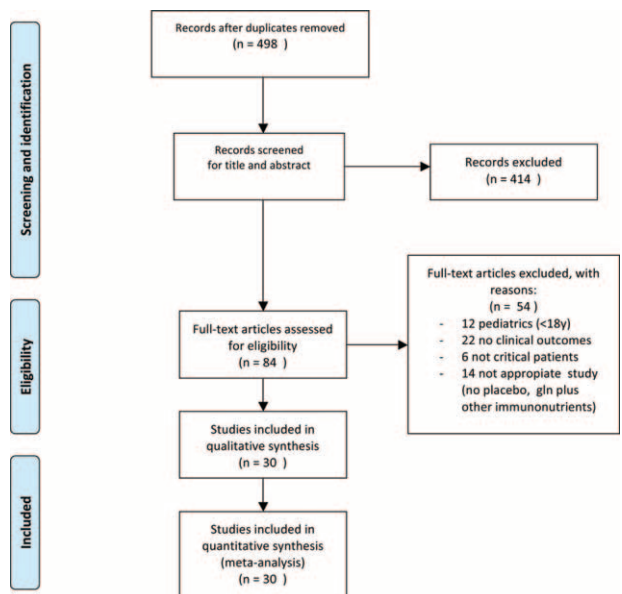 Screening and identification
Records after duplicates removed
(n = 498 )
Records screened
for title and abstract
Records excluded
(n = 414 )
Eligibility
Full-text articles assessed
for eligibility
(n = 84 )
Full-text articles excluded, with
reasons:
(n = 54 )
- 12 pediatrics (<18y)
- 22 no clinical outcomes
- 6 not critical patients
- 14 not appropiate study
(no placebo, gln plus
other immunonutrients)
Studies included in
qualitative synthesis
(n = 30 )
Included
Studies included in
quantitative synthesis
(meta-analysis)
(n = 30 )